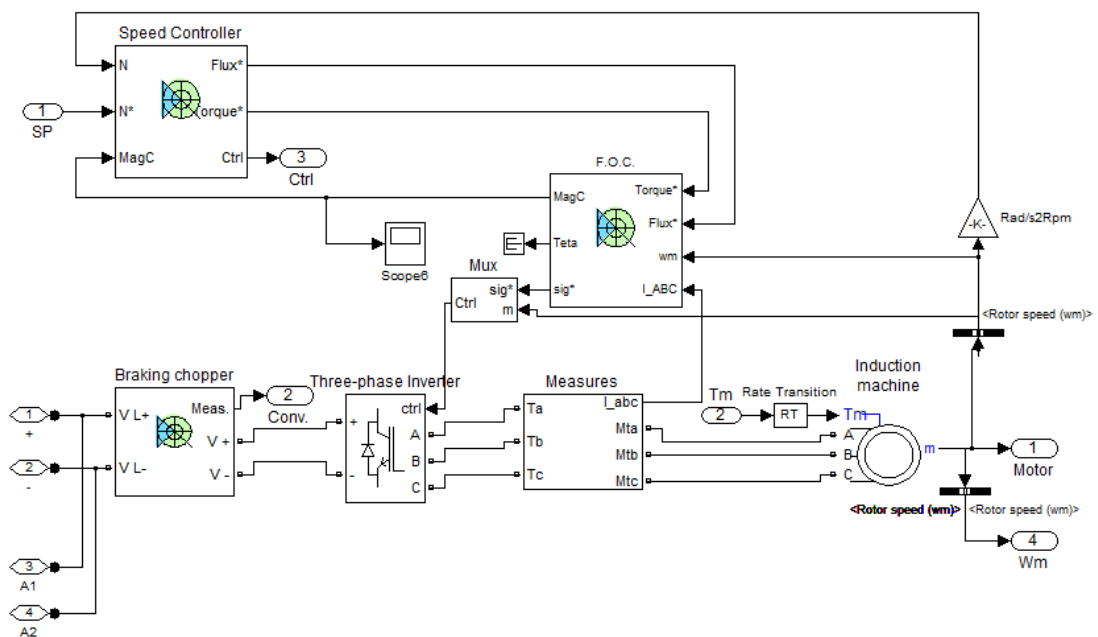 Speed Controller
N
Flux*
1
SP
N*
Torque*
MagC
Ctrl
3
Ctrl
F.O.C.
MagC
Torque*
Flux*
Teta
wm
sig*
I_ABC
-K-
Rad/s2Rpm
Scope6
Mux
Ctrl
sig*
m
<Rotor speed (wm)>
Braking chopper
1
+
V L+
Meas.
2
Conv.
V +
2
-
V L-
V -
Three-phase Inverter
ctrl
+
A
B
-
C
Measures
I_abc
Ta
Mta
Tb
Mtb
Tc
Mtc
Tm
2
Rate Transition
RT
Induction
machine
Tm
A
B
C
m
1
Motor
<Rotor speed (wm)>
<Rotor speed (wm)>
4
Wm
3
A1
4
A2